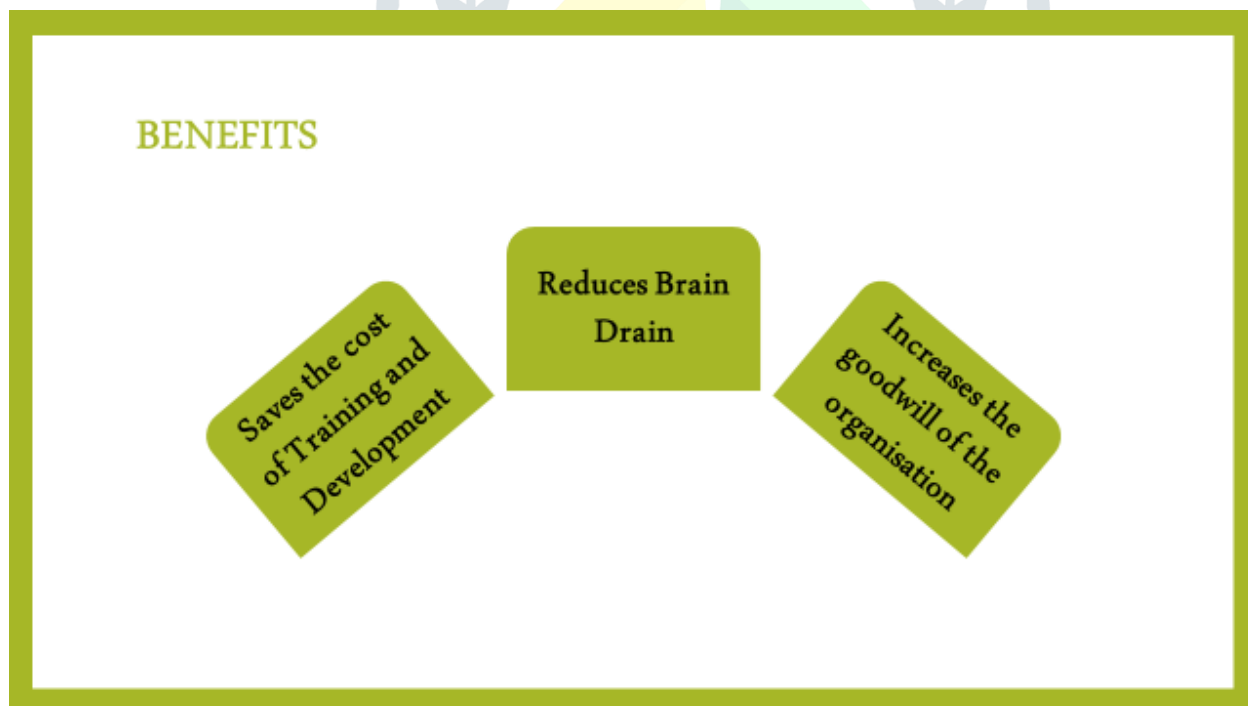 BENEFITS
Saves the cost
of Training and
Development
Reduces Brain
Drain
Increases the
goodwill of the
organisation